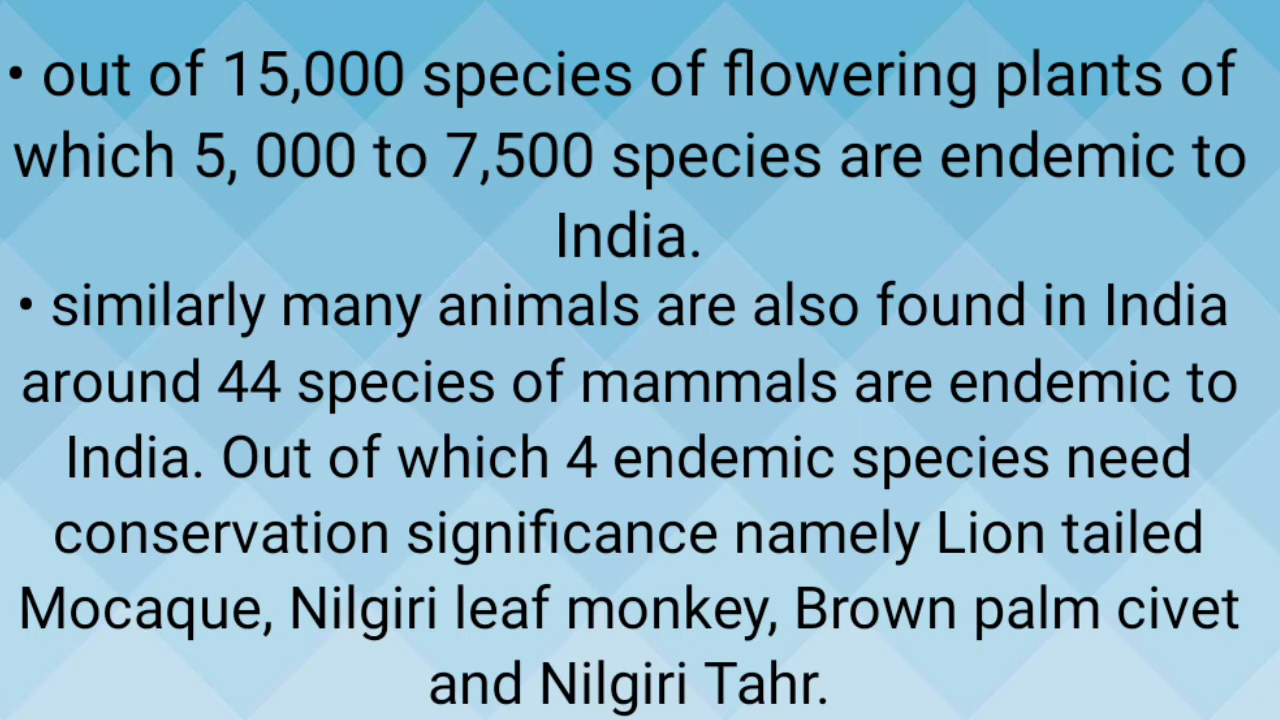 • out of 15,000 species of flowering plants of
which 5, 000 to 7,500 species are endemic to
India.
• similarly many animals are also found in India
around 44 species of mammals are endemic to
India. Out of which 4 endemic species need
conservation significance namely Lion tailed
Mocaque, Nilgiri leaf monkey, Brown palm civet
and Nilgiri Tahr.